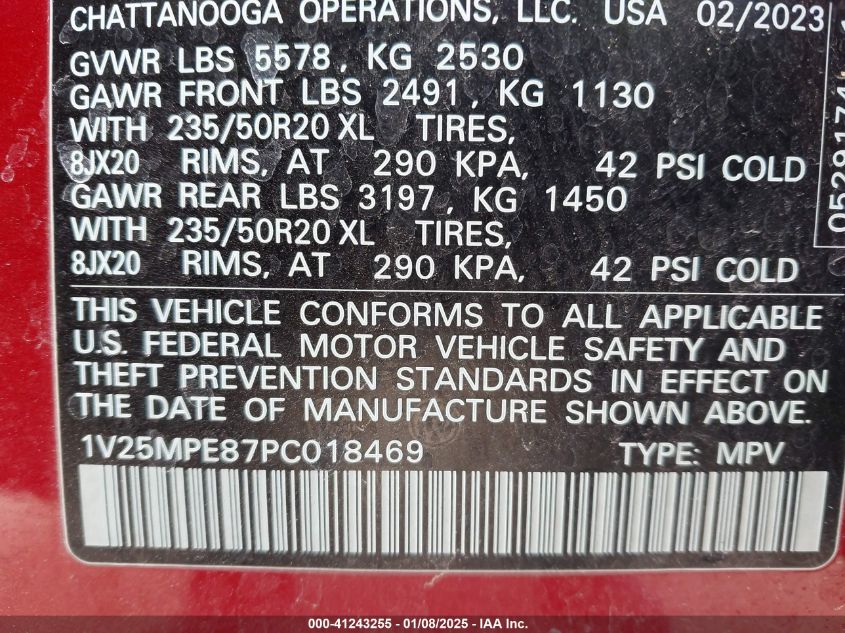 CHATTANOOGA OPERATIONS, LLC. USA 02/2023
GVWR LBS 5578, KG 2530
GAWR FRONT LBS 2491, KG 1130
WITH 235/50R20 XL TIRES,
8JX20 RIMS, AT 290 KPA, 42 PSI COLD
GAWR REAR LBS 3197, KG 1450
WITH 235/50R20 XL TIRES,
8JX20 RIMS, AT 290 KPA, 42 PSI COLD
THIS VEHICLE CONFORMS TO ALL APPLICABLE
U.S. FEDERAL MOTOR VEHICLE SAFETY AND
THEFT PREVENTION STANDARDS IN EFFECT ON
THE DATE OF MANUFACTURE SHOWN ABOVE.
1V25MPE87PC018469 TYPE: MPV
000-41243255 - 01/08/2025 - IAA Inc.